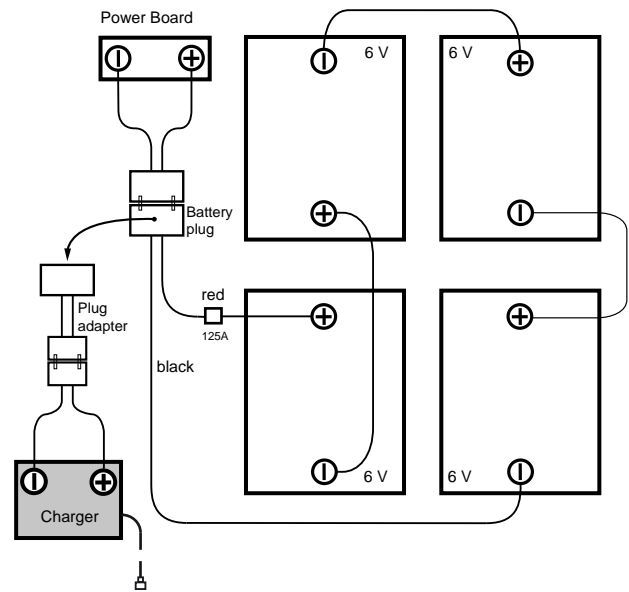 Power Board
6 V
6 V
Battery
plug
Plug
adapter
red
125A
black
6 V
6 V
Charger